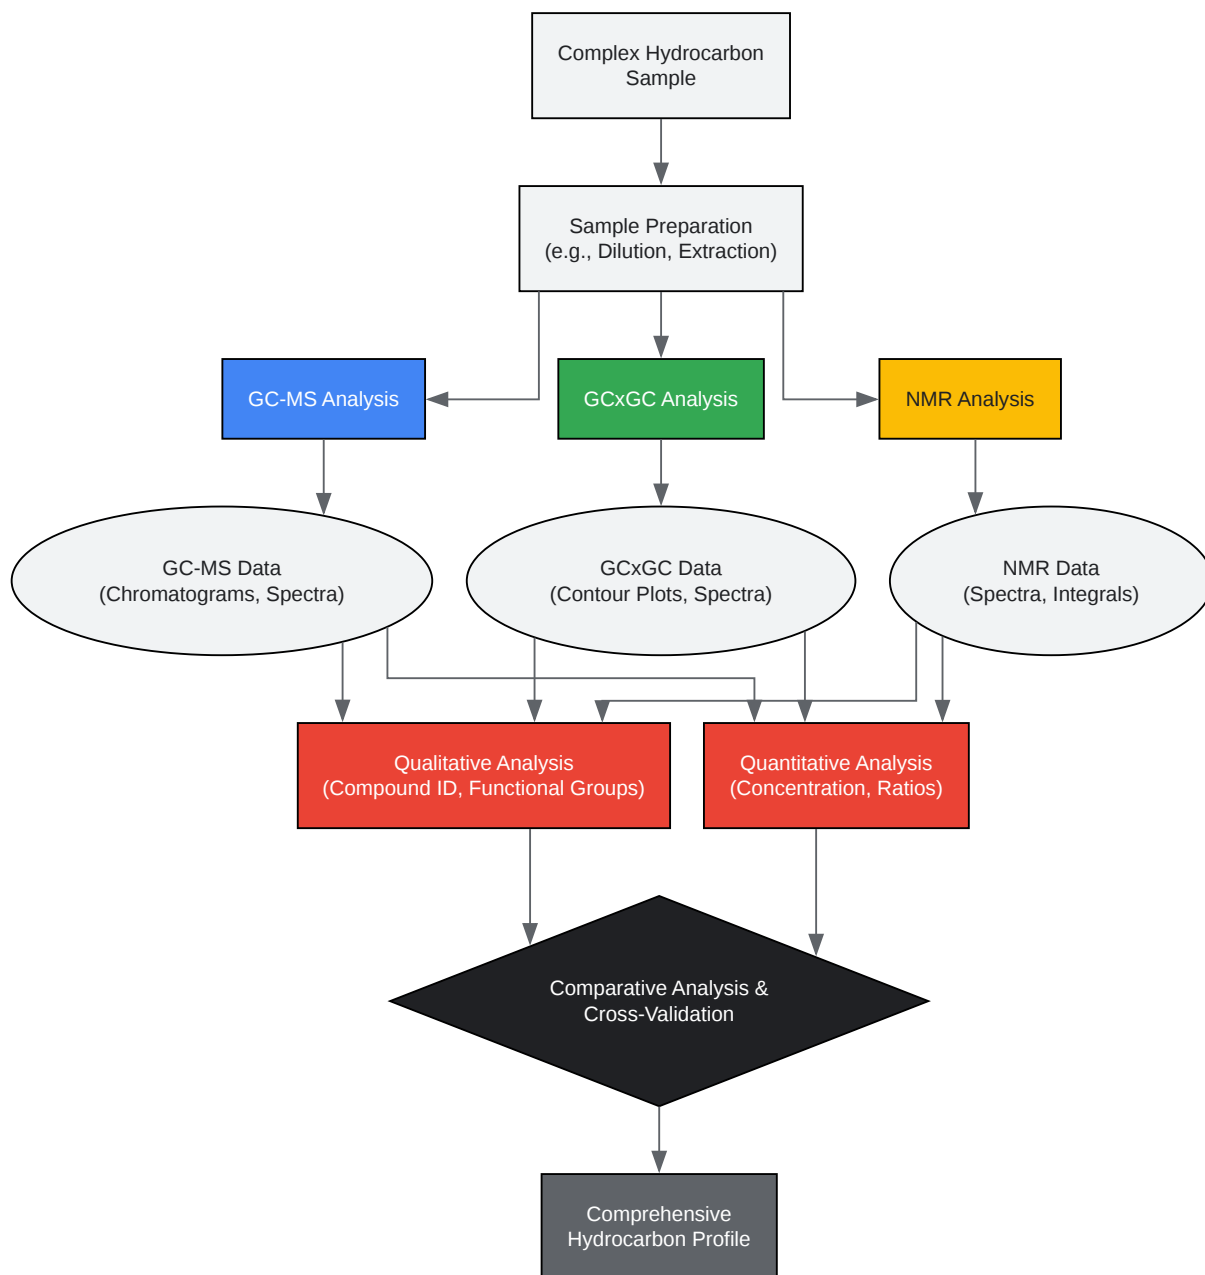 Complex Hydrocarbon
Sample
Sample Preparation
(e.g., Dilution, Extraction)
GC-MS Analysis
GCxGC Analysis
NMR Analysis
GC-MS Data
(Chromatograms, Spectra)
GCxGC Data
(Contour Plots, Spectra)
NMR Data
(Spectra, Integrals)
Qualitative Analysis
(Compound ID, Functional Groups)
Quantitative Analysis
(Concentration, Ratios)
Comparative Analysis &
Cross-Validation
Comprehensive
Hydrocarbon Profile